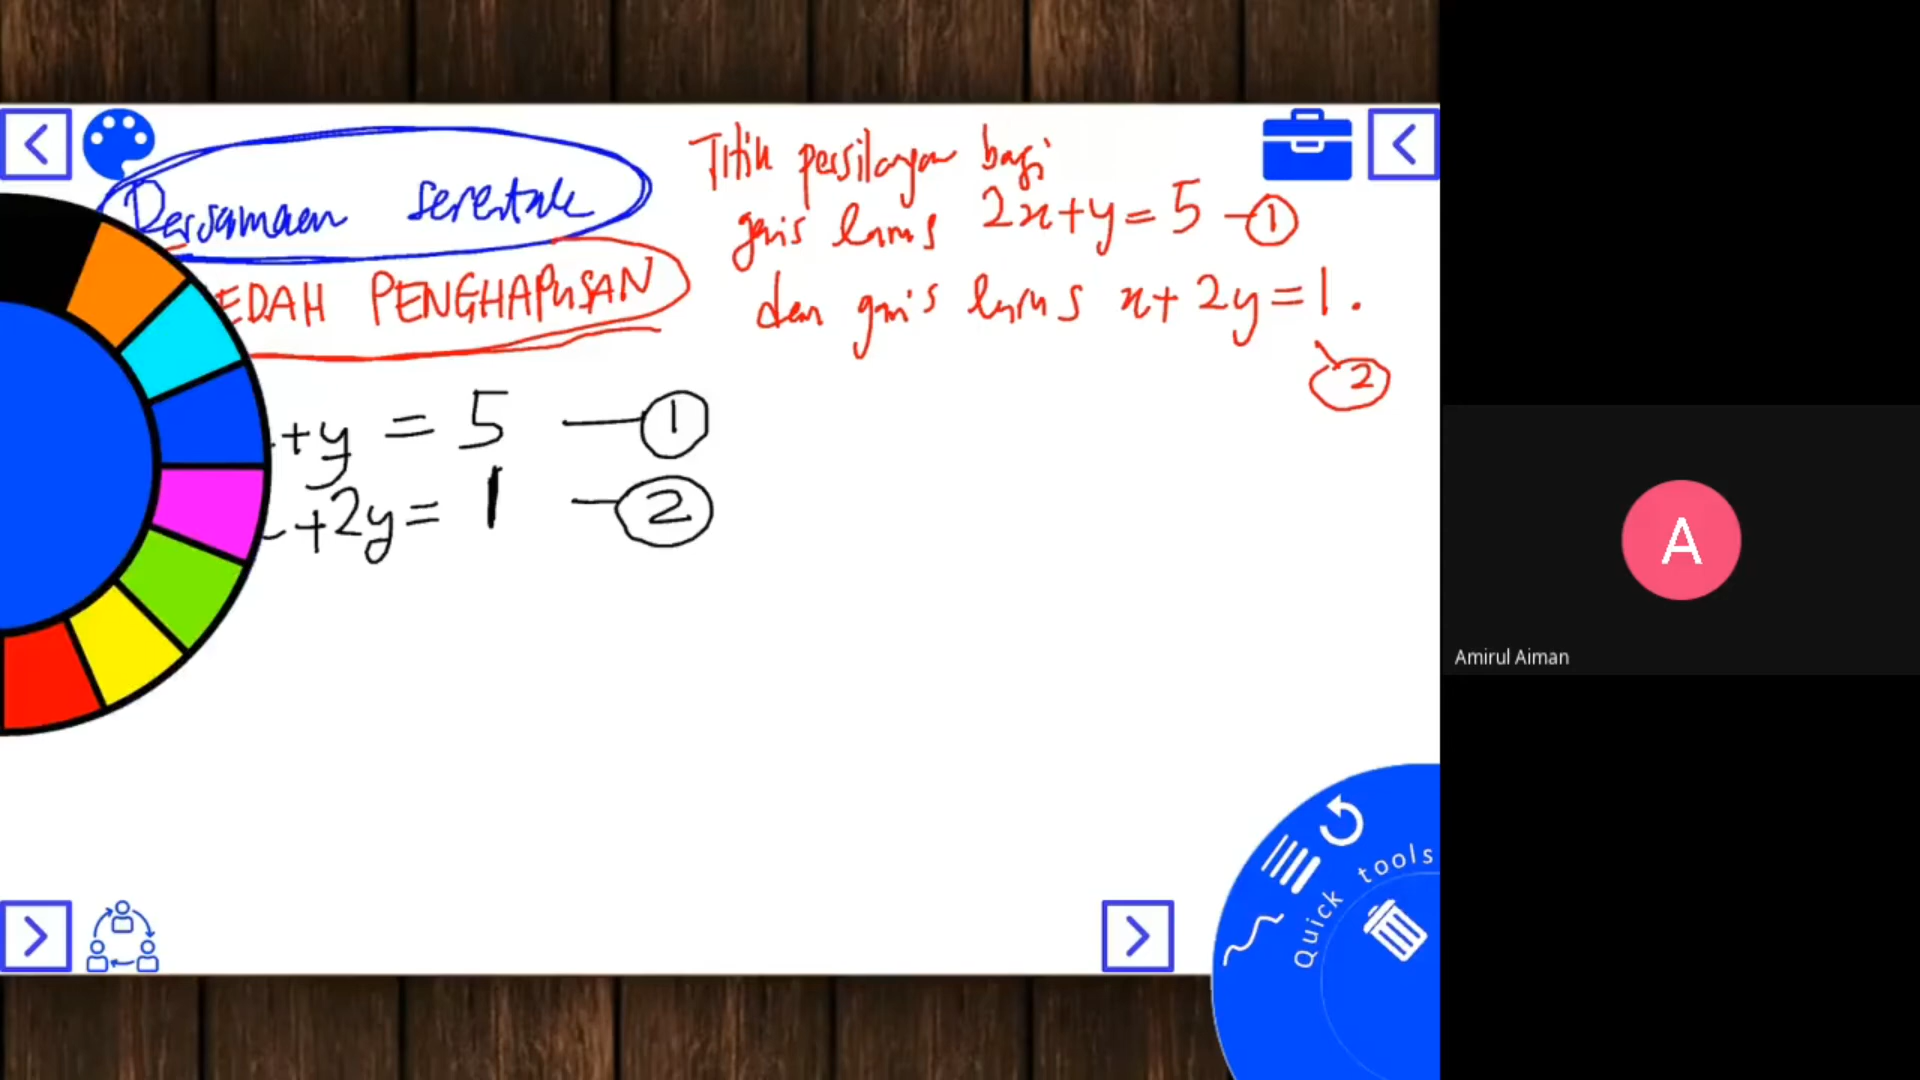 Persamaan serentak
EDAH PENGHAPUSAN
Titik persilangan bagi
garis lurus 2x+y=5 -①
dan garis lurus x+2y=1.
②
+y = 5 —①
+2y= 1 —②
Quick tools
A
Amirul Aiman